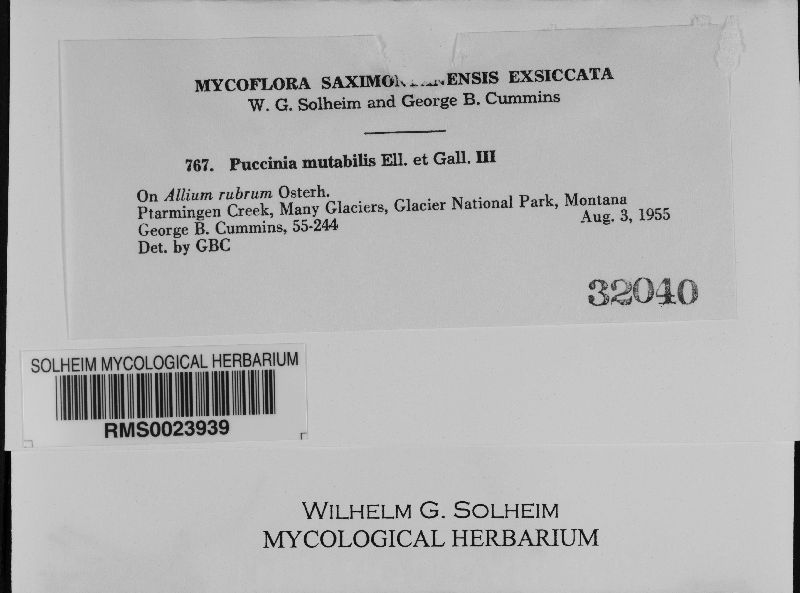 MYCOFLORA SAXIMONTANENSIS EXSICCATA
W. G. Solheim and George B. Cummins
767. Puccinia mutabilis Ell. et Gall. III
On Allium rubrum Osterh.
Ptarmingen Creek, Many Glaciers, Glacier National Park, Montana
George B. Cummins, 55-244 Aug. 3, 1955
Det. by GBC
32040
SOLHEIM MYCOLOGICAL HERBARIUM
RMS0023939
WILHELM G. SOLHEIM
MYCOLOGICAL HERBARIUM